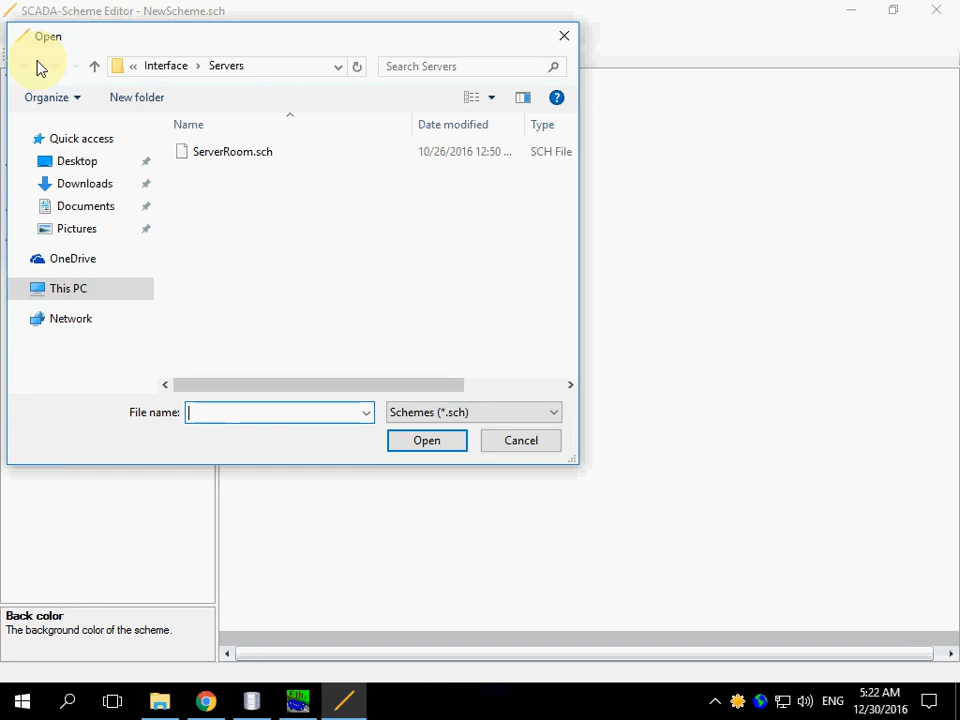 SCADA-Scheme Editor - NewScheme.sch
Open
« Interface › Servers
Search Servers
Organize
New folder
Name
Date modified
Type
Quick access
ServerRoom.sch
10/26/2016 12:50 ...
SCH File
Desktop
Downloads
Documents
Pictures
OneDrive
This PC
Network
File name:
Schemes (*.sch)
Open
Cancel
Back color
The background color of the scheme.
ENG
5:22 AM
12/30/2016